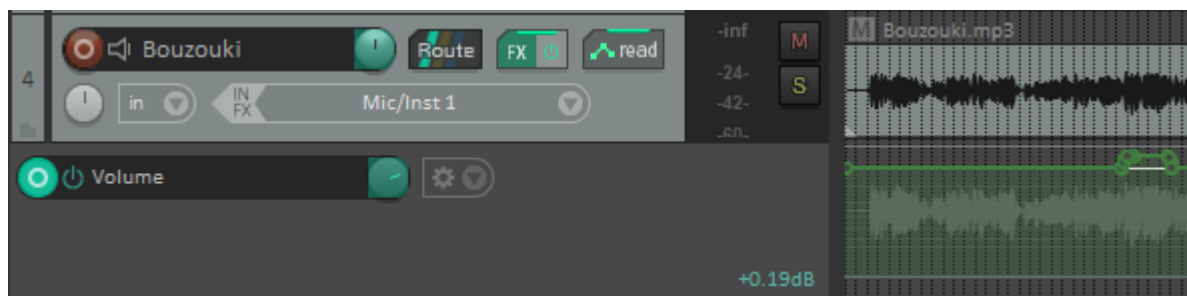 4
Bouzouki
Route
FX
read
in
IN
FX
Mic/Inst 1
-inf
-24-
-42-
-60-
M
S
M Bouzouki.mp3
Volume
+0.19dB